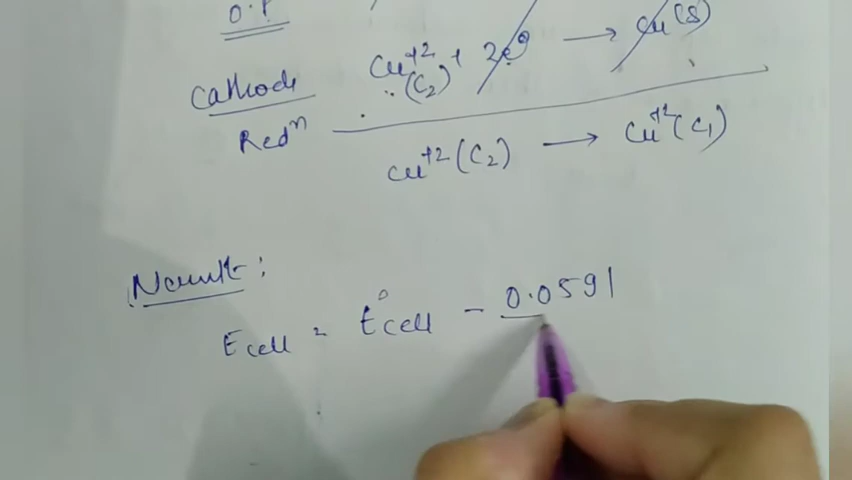 O.P
Cu+2 + 2e⊖ → Cu(s)
(C2)
Cathode
Redn
Cu+2(C2) → Cu+2(C1)
Nernst :
Ecell = E°cell - 0.0591